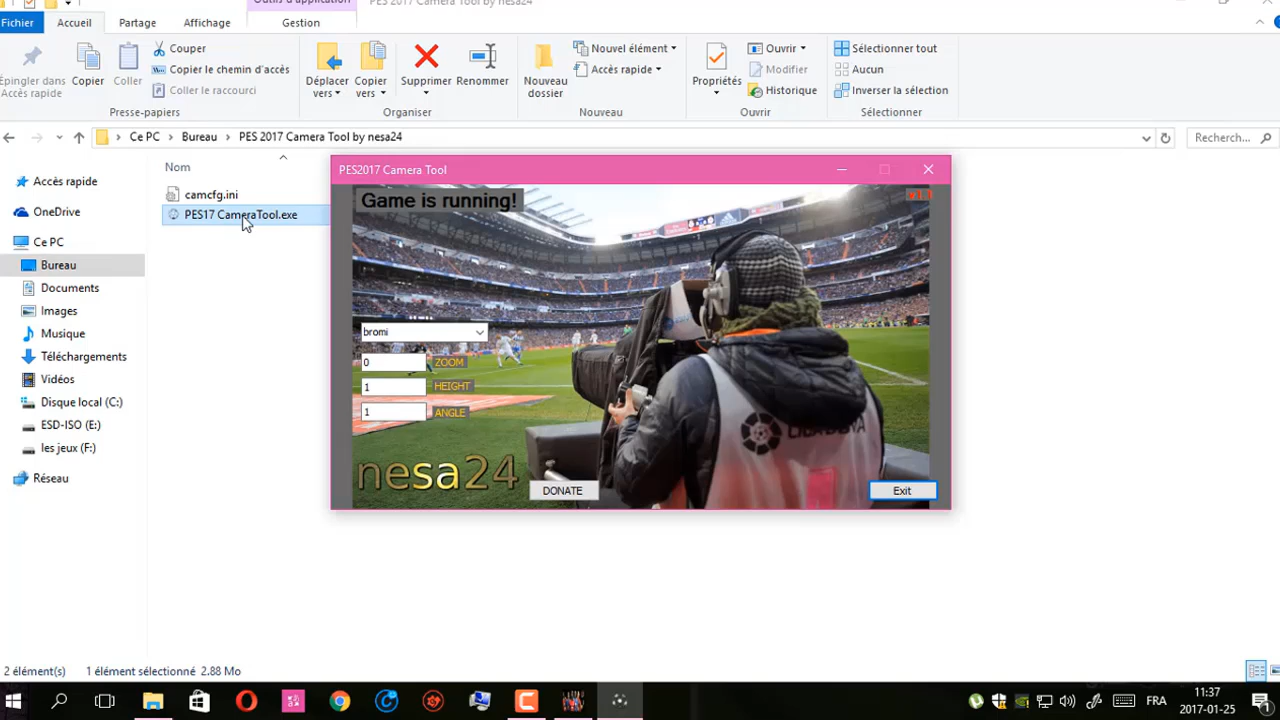 Outils d'application
PES 2017 Camera Tool by nesa24
Fichier
Accueil
Partage
Affichage
Gestion
Épingler dans
Accès rapide
Copier
Coller
Couper
Copier le chemin d'accès
Coller le raccourci
Presse-papiers
Déplacer
vers
Copier
vers
Supprimer
Renommer
Organiser
Nouveau
dossier
Nouvel élément
Accès rapide
Nouveau
Propriétés
Ouvrir
Modifier
Historique
Ouvrir
Sélectionner tout
Aucun
Inverser la sélection
Sélectionner
Ce PC
Bureau
PES 2017 Camera Tool by nesa24
Recherch...
Accès rapide
OneDrive
Ce PC
Bureau
Documents
Images
Musique
Téléchargements
Vidéos
Disque local (C:)
ESD-ISO (E:)
les jeux (F:)
Réseau
Nom
camcfg.ini
PES17 CameraTool.exe
PES2017 Camera Tool
Game is running!
v1.1
bromi
0 ZOOM
1 HEIGHT
1 ANGLE
nesa24
DONATE
Exit
2 élément(s)
1 élément sélectionné 2.88 Mo
FRA
11:37
2017-01-25
1